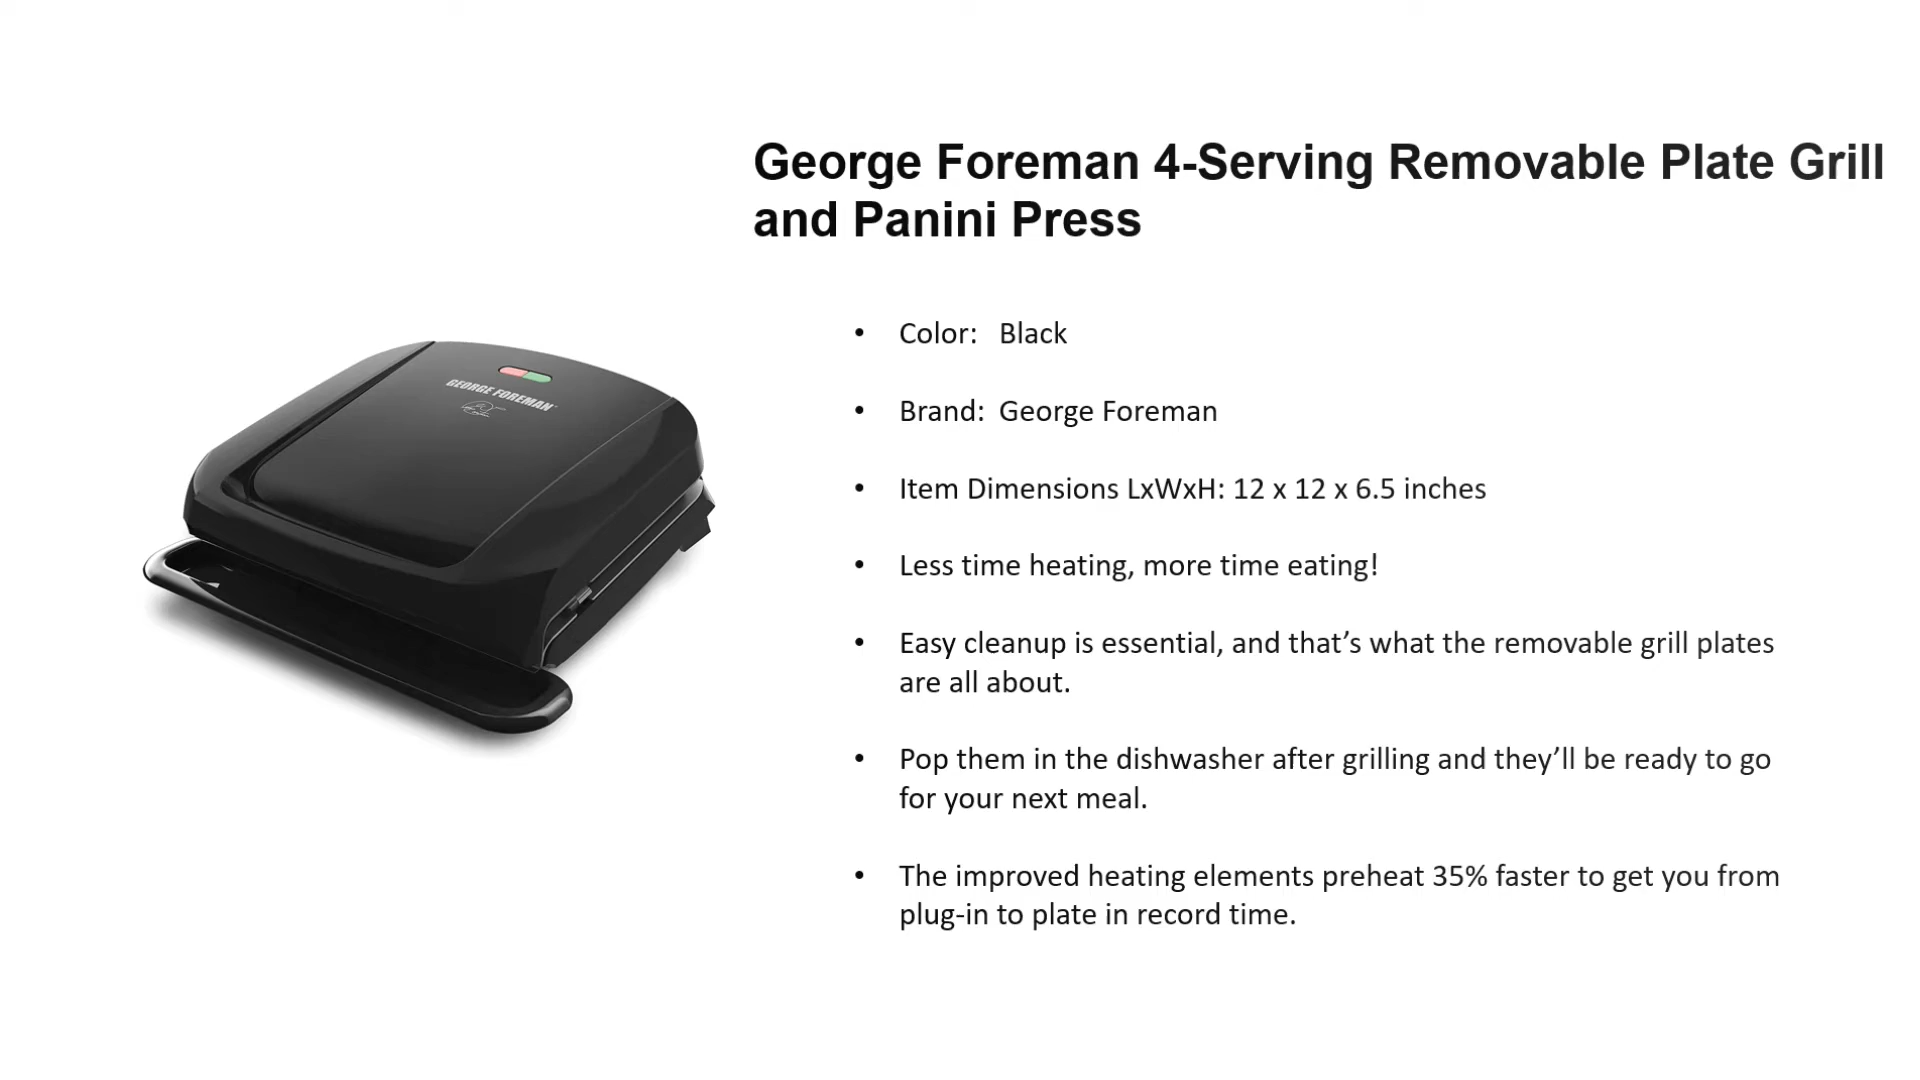 George Foreman 4-Serving Removable Plate Grill
and Panini Press
GEORGE FOREMAN
• Color: Black
• Brand: George Foreman
• Item Dimensions LxWxH: 12 x 12 x 6.5 inches
• Less time heating, more time eating!
• Easy cleanup is essential, and that’s what the removable grill plates
are all about.
• Pop them in the dishwasher after grilling and they’ll be ready to go
for your next meal.
• The improved heating elements preheat 35% faster to get you from
plug-in to plate in record time.